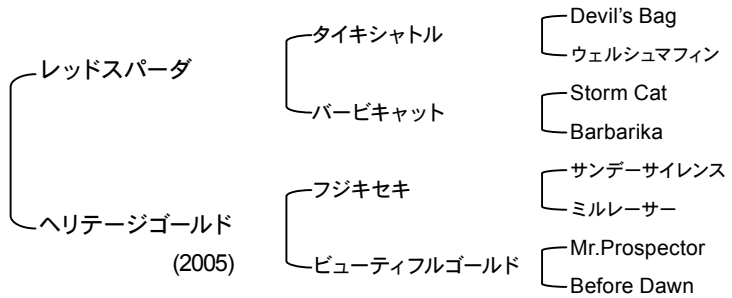 レッドスパーダ
ヘリテージゴールド
(2005)
タイキシャトル
バービキャット
フジキセキ
ビューティフルゴールド
Devil's Bag
ウェルシュマフィン
Storm Cat
Barbarika
サンデーサイレンス
ミルレーサー
Mr.Prospector
Before Dawn